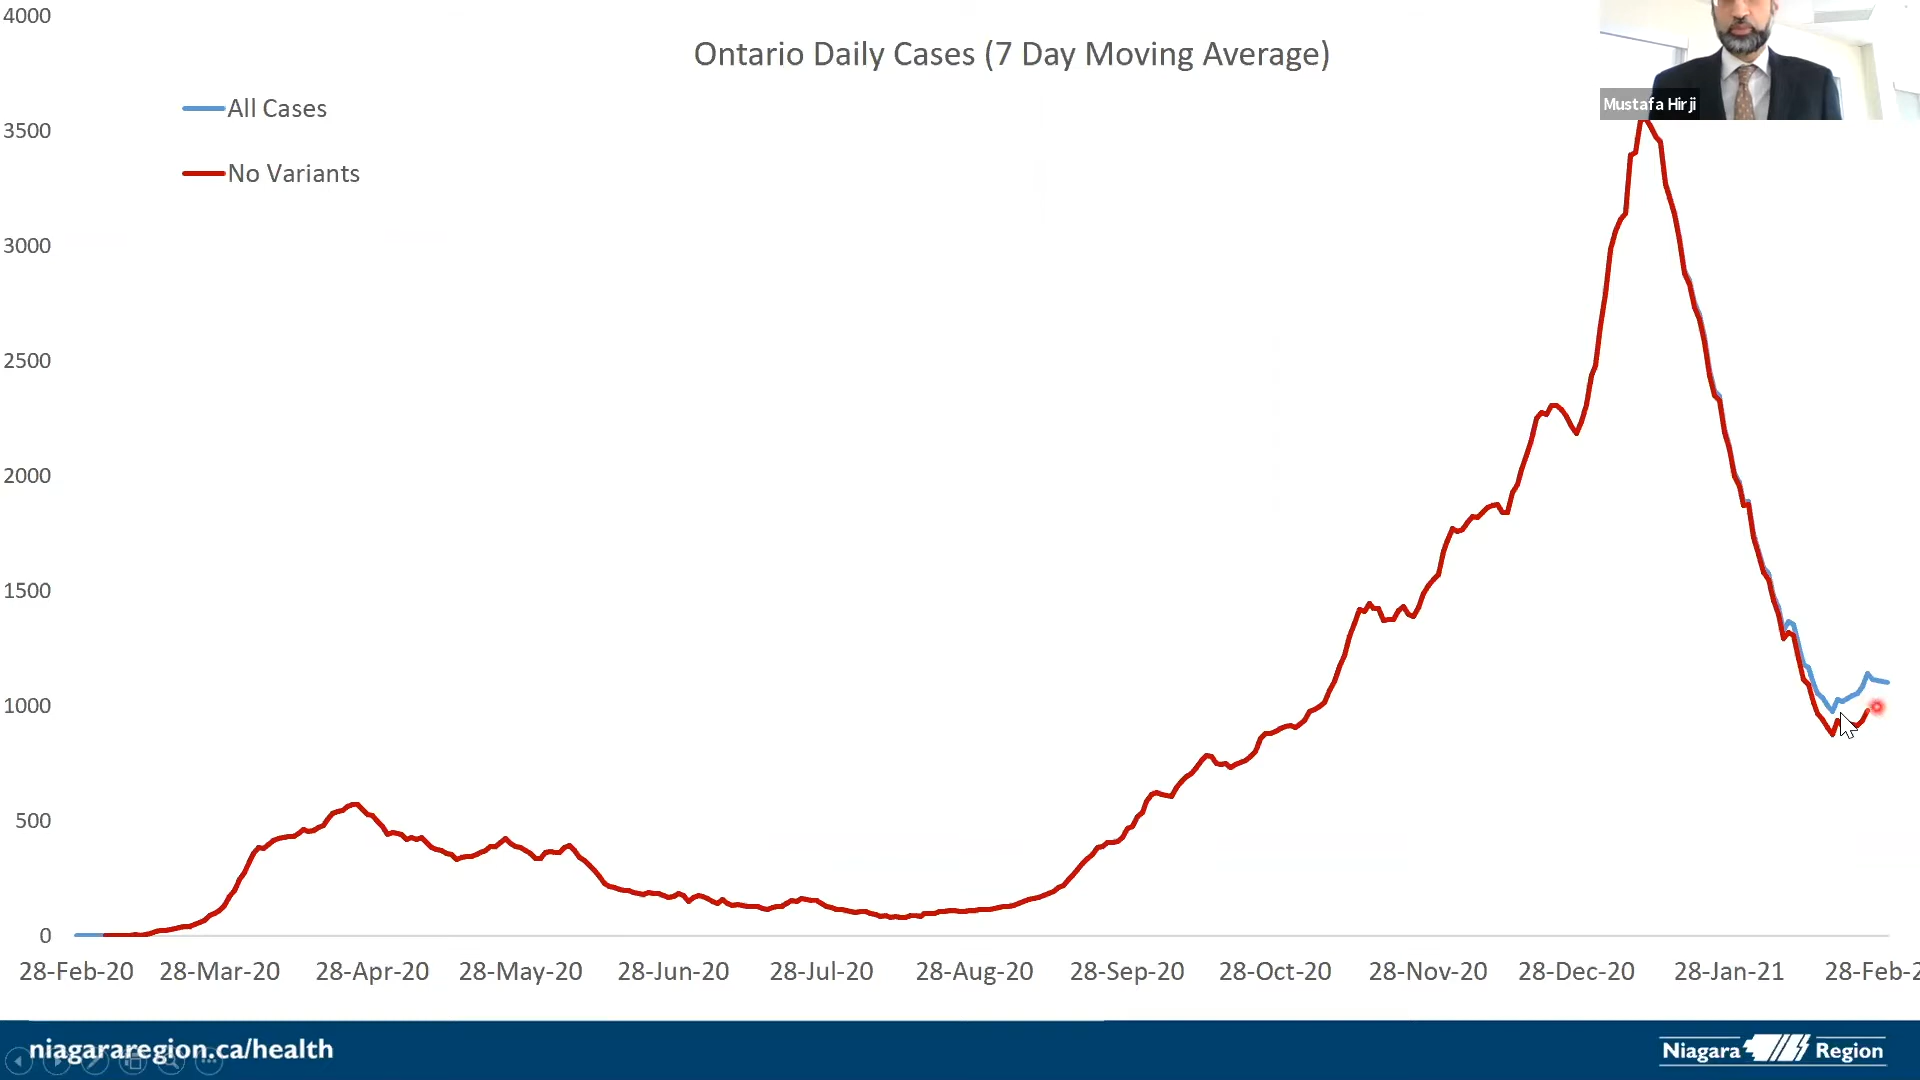 Ontario Daily Cases (7 Day Moving Average)
All Cases
No Variants
Mustafa Hirji
4000
3500
3000
2500
2000
1500
1000
500
0
28-Feb-20 28-Mar-20 28-Apr-20 28-May-20 28-Jun-20 28-Jul-20 28-Aug-20 28-Sep-20 28-Oct-20 28-Nov-20 28-Dec-20 28-Jan-21 28-Feb-2
niagararegion.ca/health
Niagara Region